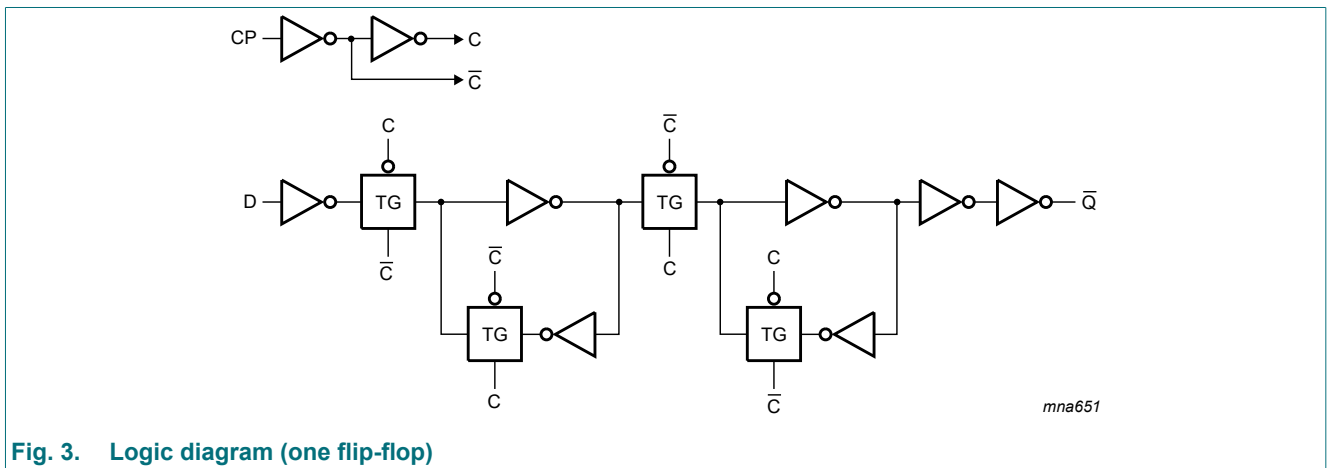 CP
C
C̅
C
C̅
D
TG
TG
Q̅
C̅
C̅
C
C
TG
TG
C
C̅
mna651
Fig. 3. Logic diagram (one flip-flop)